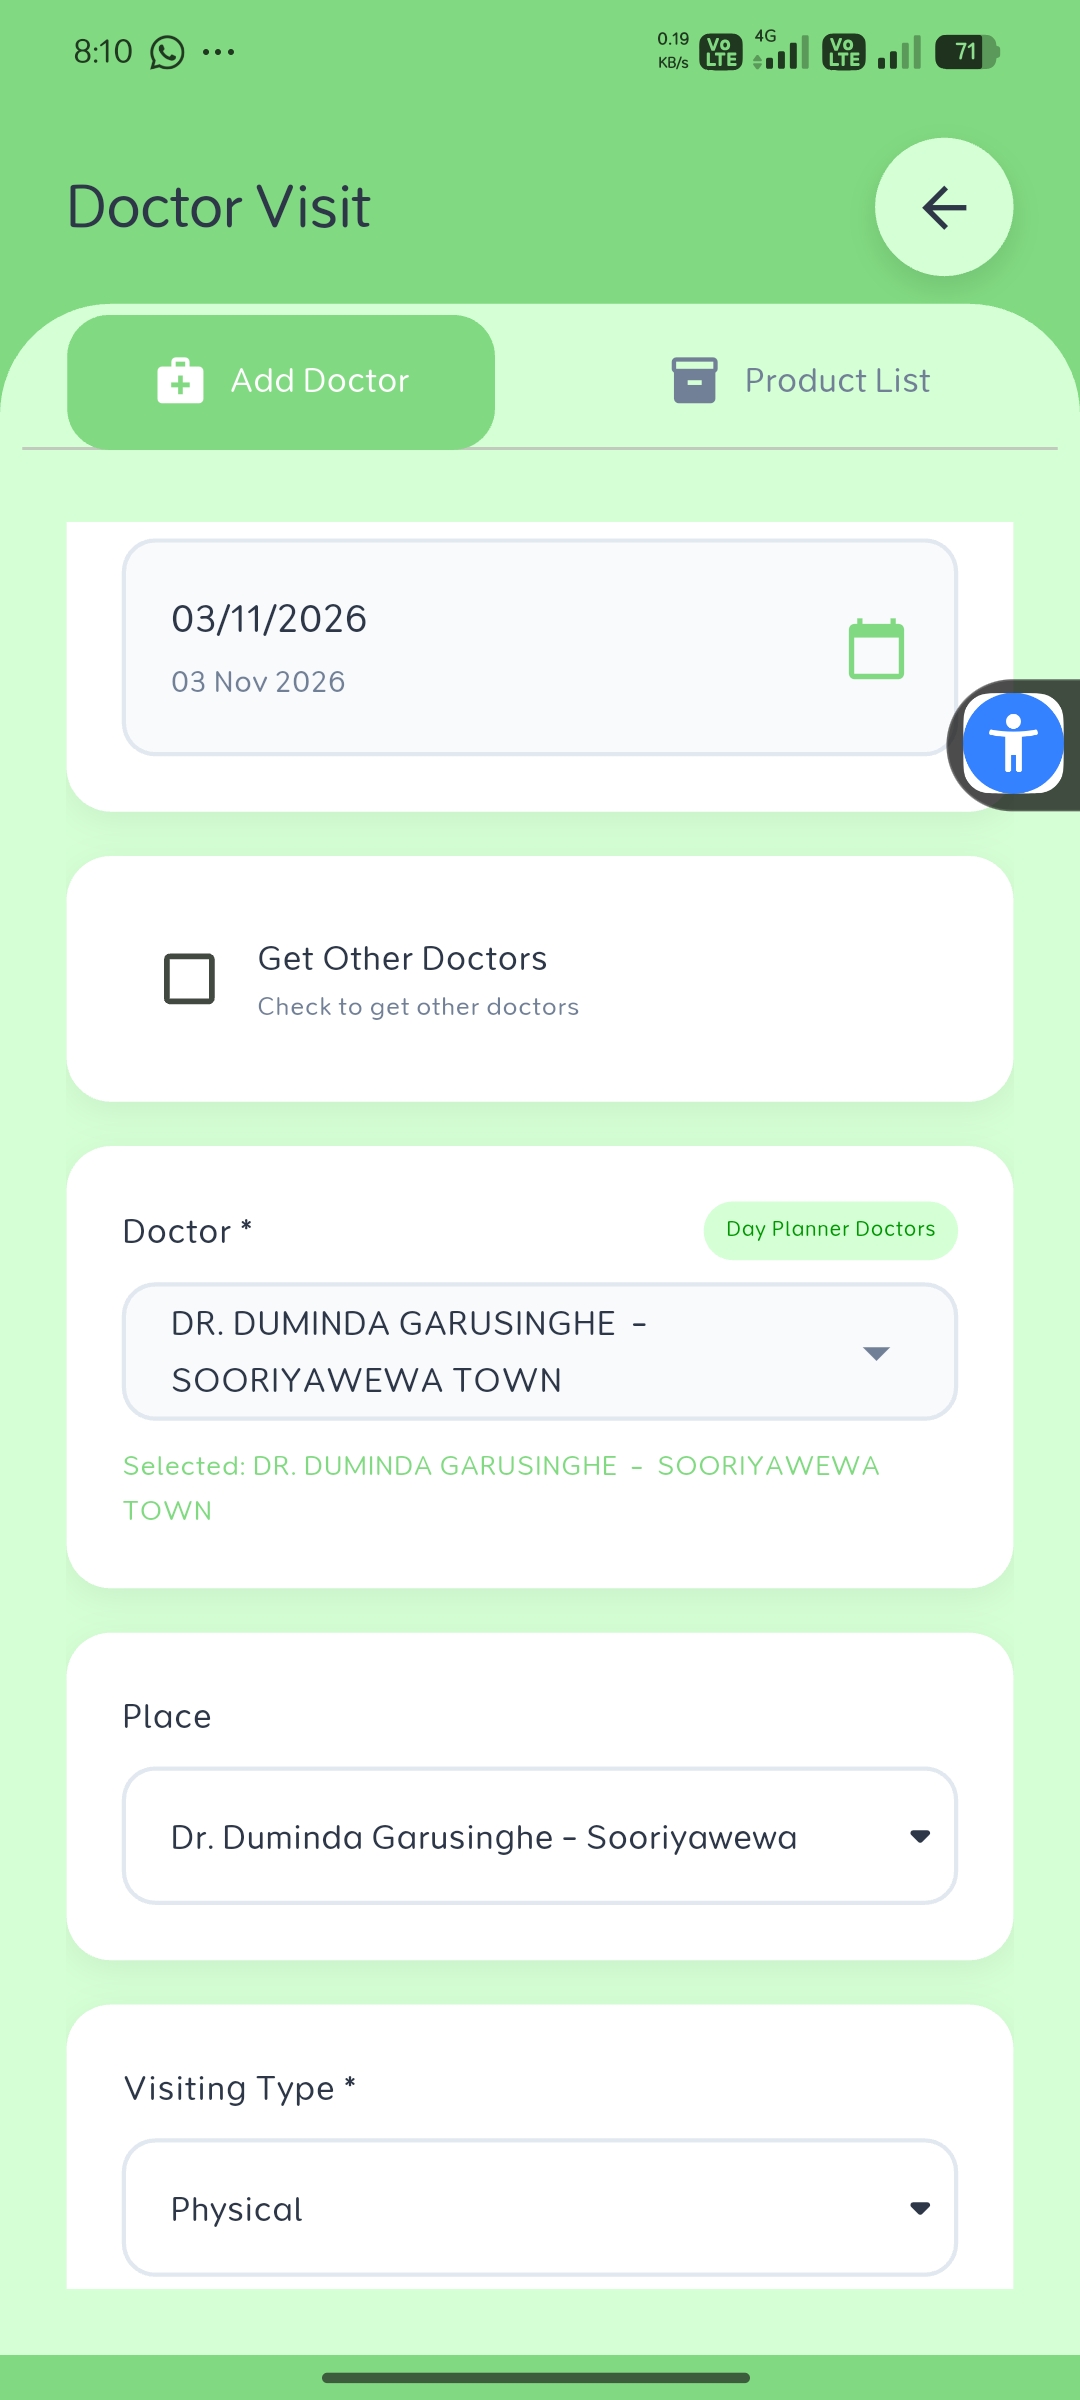 8:10
0.19
KB/s
Vo
LTE
4G
Vo
LTE
71
Doctor Visit
Add Doctor
Product List
03/11/2026
03 Nov 2026
Get Other Doctors
Check to get other doctors
Doctor *
Day Planner Doctors
DR. DUMINDA GARUSINGHE -
SOORIYAWEWA TOWN
Selected: DR. DUMINDA GARUSINGHE - SOORIYAWEWA
TOWN
Place
Dr. Duminda Garusinghe - Sooriyawewa
Visiting Type *
Physical